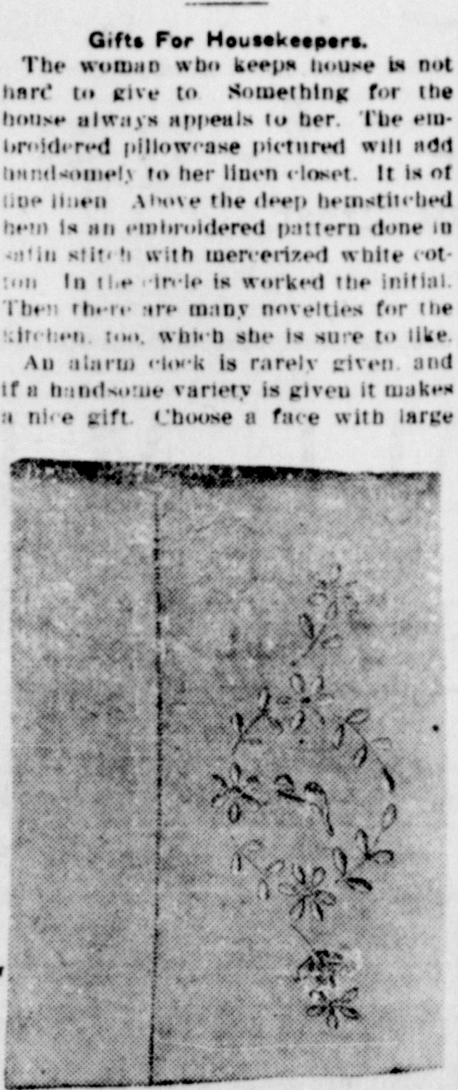 Gifts For Housekeepers.
The woman who keeps house is not
hard to give to. Something for the
house always appeals to her. The em-
broidered pillowcase pictured will add
handsomely to her linen closet. It is of
fine linen. Above the deep hemstitched
hem is an embroidered pattern done in
satin stitch with mercerized white cot-
ton. In the circle is worked the initial.
Then there are many novelties for the
kitchen, too, which she is sure to like.
An alarm clock is rarely given, and
if a handsome variety is given it makes
a nice gift. Choose a face with large